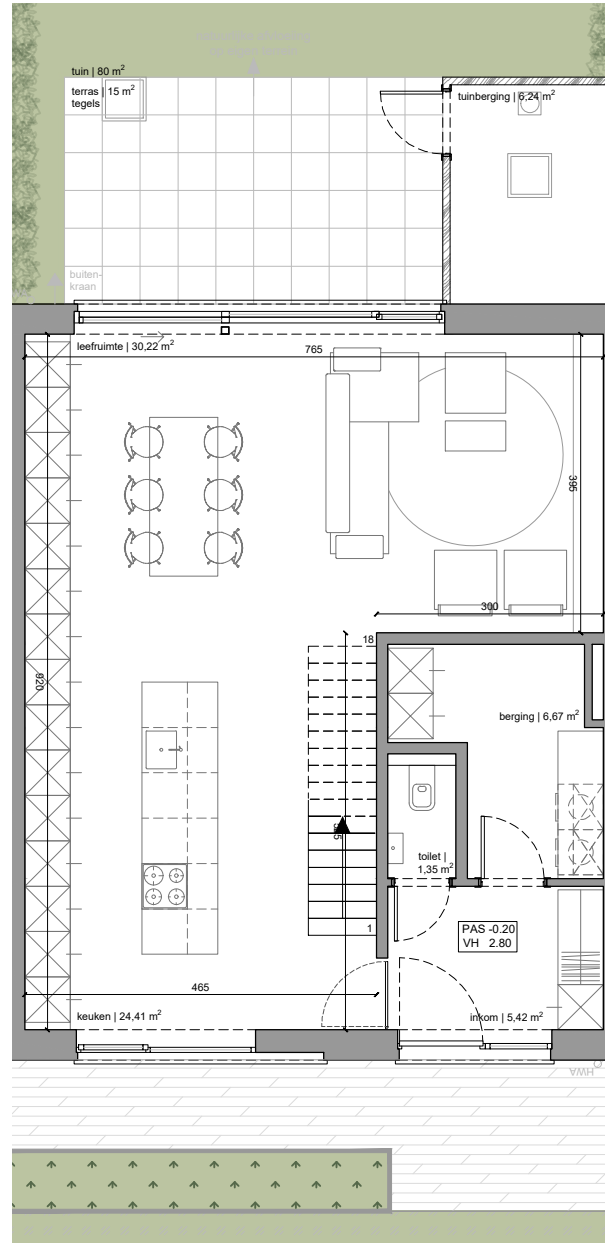 tuin | 80 m²
terras | 15 m²
tegels
tuinberging | 6,24 m²
buiten-
kraan
leefruimte | 30,22 m²
765
395
300
18
920
berging | 6,67 m²
toilet |
1,35 m²
1
PAS -0.20
VH 2.80
465
keuken | 24,41 m²
inkom | 5,42 m²
HWA